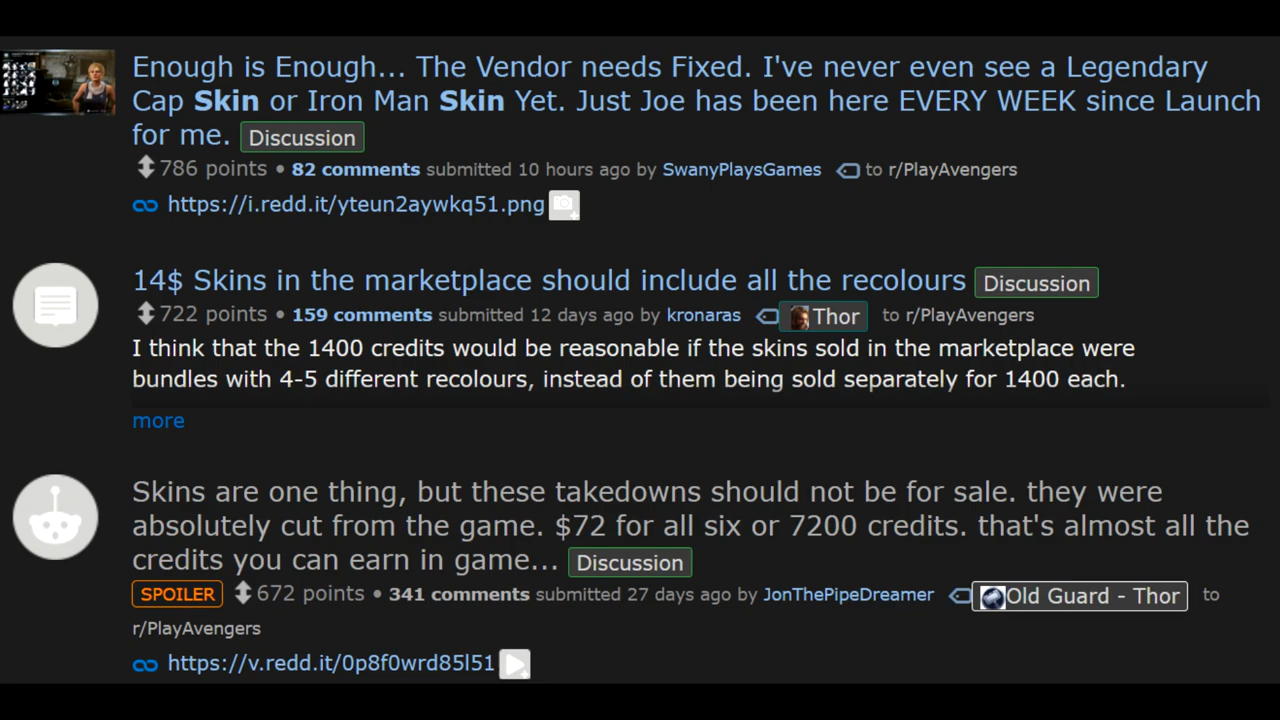 Enough is Enough... The Vendor needs Fixed. I've never even see a Legendary
Cap Skin or Iron Man Skin Yet. Just Joe has been here EVERY WEEK since Launch
for me. Discussion
786 points • 82 comments submitted 10 hours ago by SwanyPlaysGames to r/PlayAvengers
https://i.redd.it/yteun2aywkq51.png
14$ Skins in the marketplace should include all the recolours Discussion
722 points • 159 comments submitted 12 days ago by kronaras Thor to r/PlayAvengers
I think that the 1400 credits would be reasonable if the skins sold in the marketplace were
bundles with 4-5 different recolours, instead of them being sold separately for 1400 each.
more
Skins are one thing, but these takedowns should not be for sale. they were
absolutely cut from the game. $72 for all six or 7200 credits. that's almost all the
credits you can earn in game... Discussion
SPOILER 672 points • 341 comments submitted 27 days ago by JonThePipeDreamer Old Guard - Thor to
r/PlayAvengers
https://v.redd.it/0p8f0wrd85l51